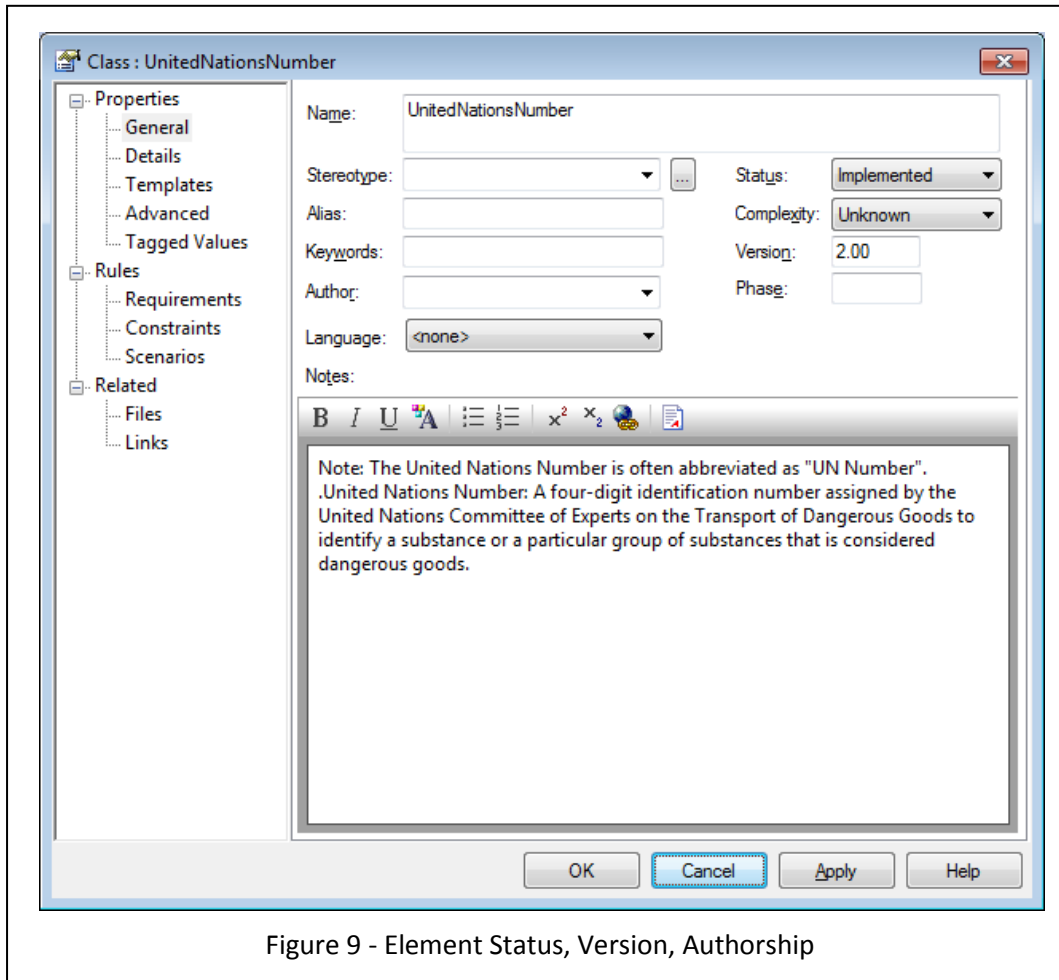 Class : UnitedNationsNumber
Properties
General
Details
Templates
Advanced
Tagged Values
Rules
Requirements
Constraints
Scenarios
Related
Files
Links
Name: UnitedNationsNumber
Stereotype: ... Status: Implemented
Alias: Complexity: Unknown
Keywords: Version: 2.00
Author: Phase:
Language: <none>
Notes:
B I U A x² x₂
Note: The United Nations Number is often abbreviated as "UN Number".
.United Nations Number: A four-digit identification number assigned by the
United Nations Committee of Experts on the Transport of Dangerous Goods to
identify a substance or a particular group of substances that is considered
dangerous goods.
OK Cancel Apply Help
Figure 9 - Element Status, Version, Authorship